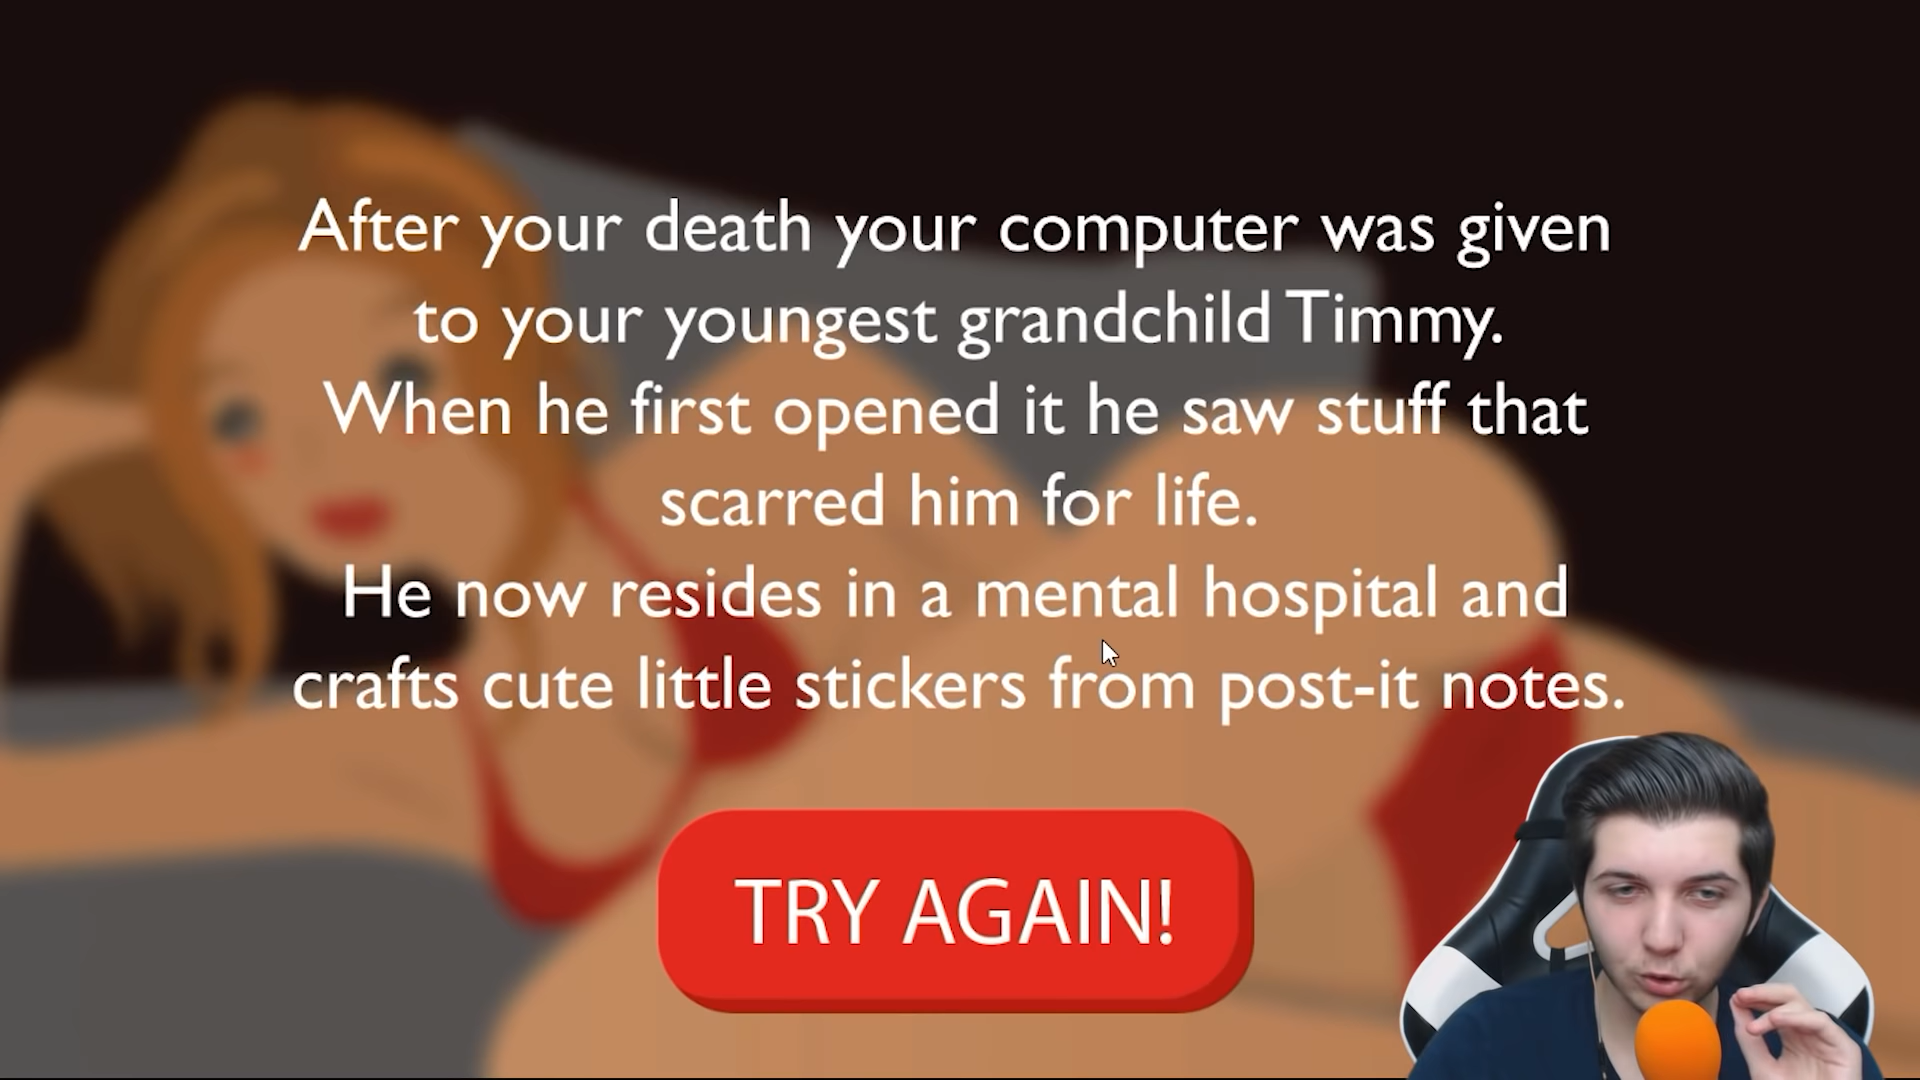 After your death your computer was given
to your youngest grandchild Timmy.
When he first opened it he saw stuff that
scarred him for life.
He now resides in a mental hospital and
crafts cute little stickers from post-it notes.
TRY AGAIN!